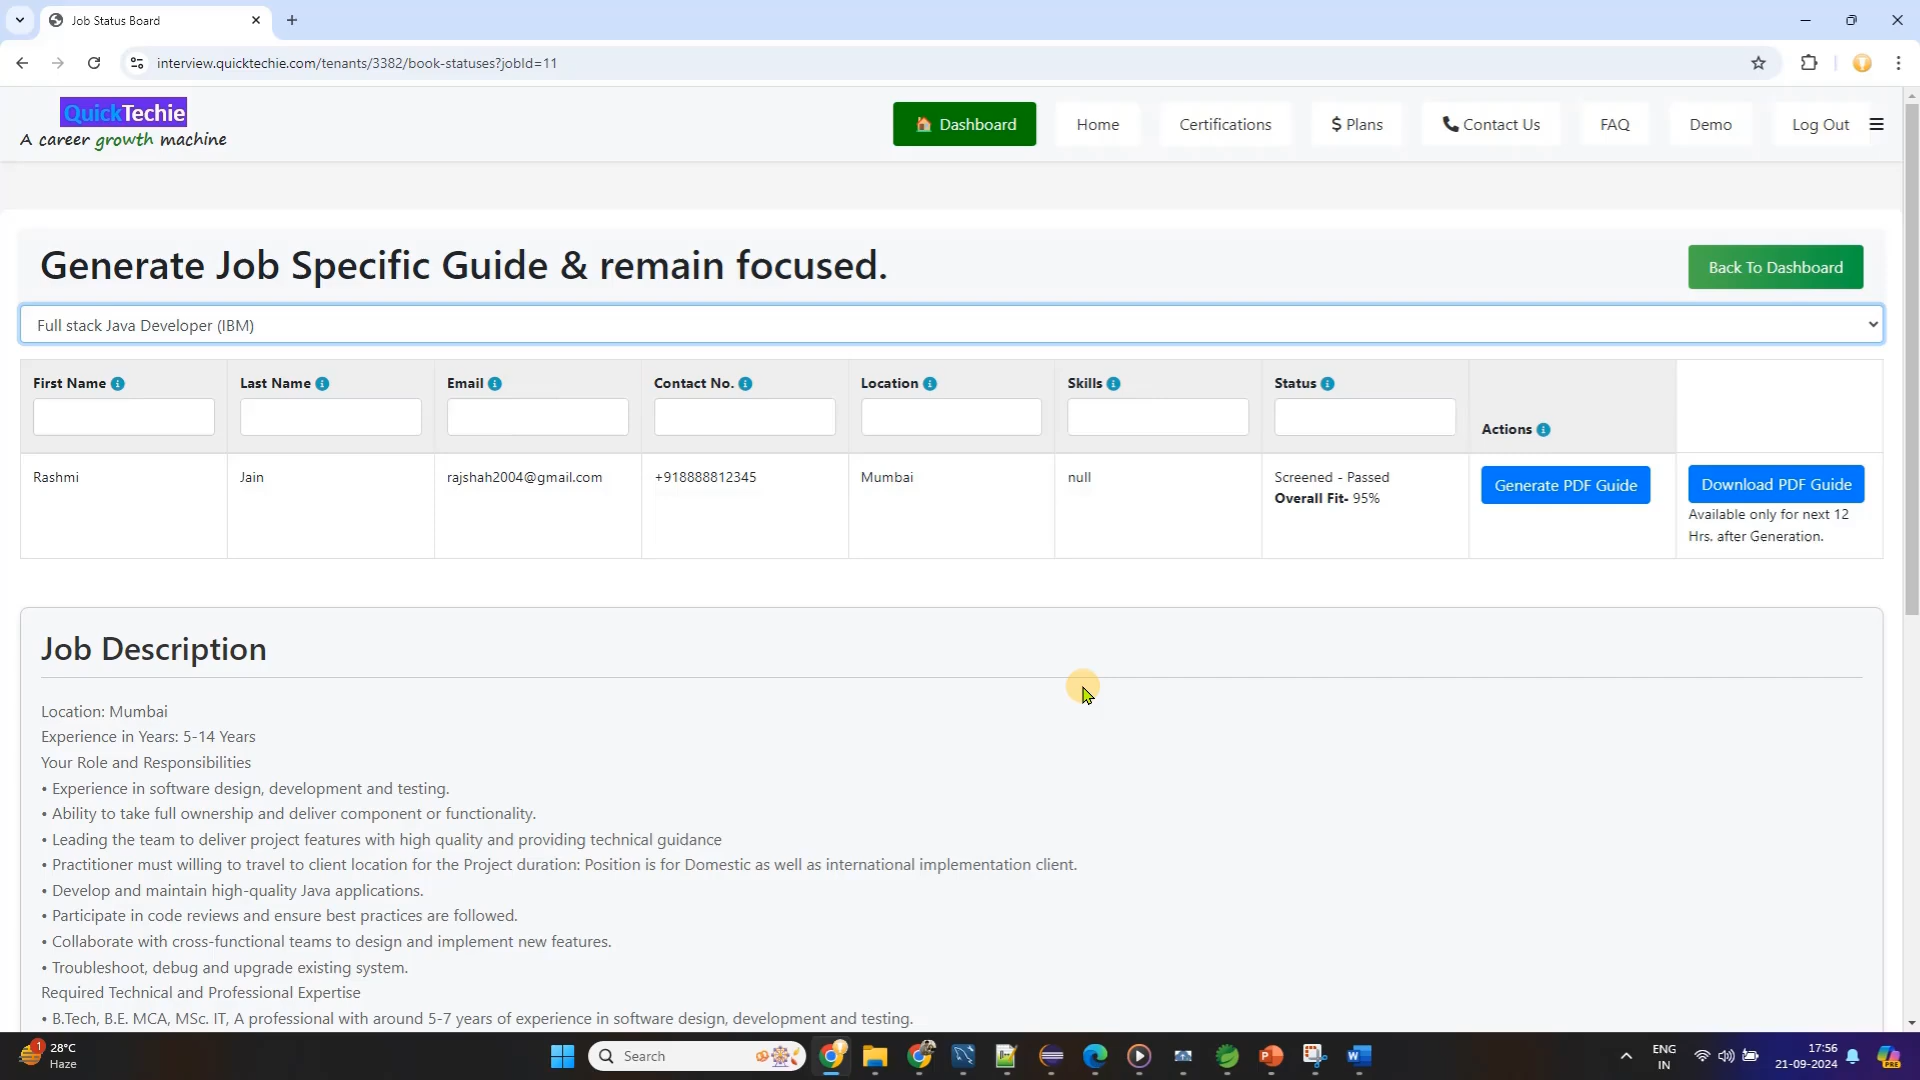 Job Status Board
interview.quicktechie.com/tenants/3382/book-statuses?jobId=11
QuickTechie
A career growth machine
Dashboard
Home
Certifications
$ Plans
Contact Us
FAQ
Demo
Log Out
Generate Job Specific Guide & remain focused.
Back To Dashboard
Full stack Java Developer (IBM)
First Name
Last Name
Email
Contact No.
Location
Skills
Status
Actions
Rashmi
Jain
rajshah2004@gmail.com
+918888812345
Mumbai
null
Screened - Passed
Overall Fit- 95%
Generate PDF Guide
Download PDF Guide
Available only for next 12
Hrs. after Generation.
Job Description
Location: Mumbai
Experience in Years: 5-14 Years
Your Role and Responsibilities
• Experience in software design, development and testing.
• Ability to take full ownership and deliver component or functionality.
• Leading the team to deliver project features with high quality and providing technical guidance
• Practitioner must willing to travel to client location for the Project duration: Position is for Domestic as well as international implementation client.
• Develop and maintain high-quality Java applications.
• Participate in code reviews and ensure best practices are followed.
• Collaborate with cross-functional teams to design and implement new features.
• Troubleshoot, debug and upgrade existing system.
Required Technical and Professional Expertise
• B.Tech, B.E. MCA, MSc. IT, A professional with around 5-7 years of experience in software design, development and testing.
1
28°C
Haze
Search
ENG
IN
17:56
21-09-2024